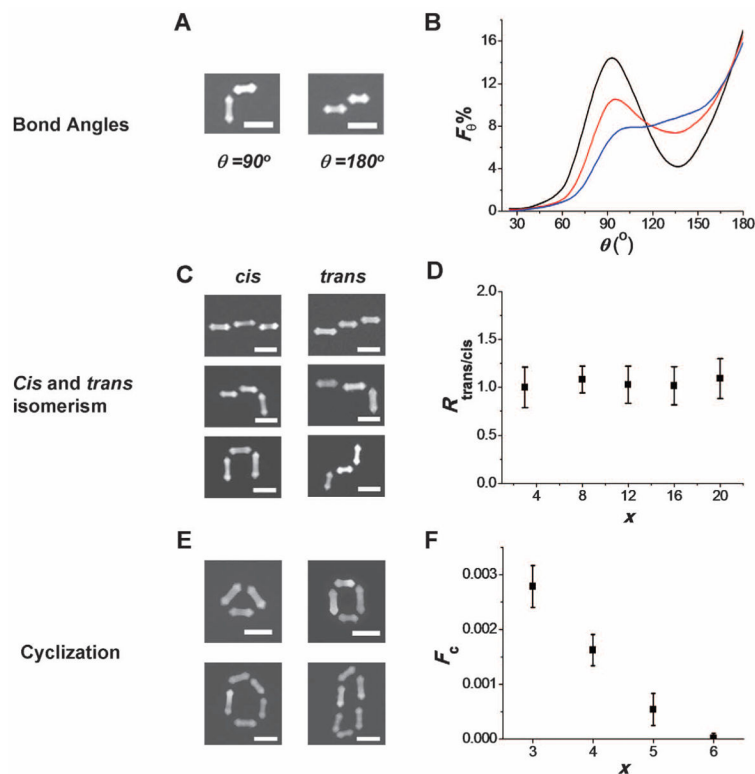 A
Bond Angles
θ =90°
θ =180°
B
F_θ%
16
12
8
4
0
30 60 90 120 150 180
θ (°)
C
cis
trans
Cis and trans
isomerism
D
R_trans/cis
2.0
1.5
1.0
0.5
0.0
4 8 12 16 20
x
E
Cyclization
F
F_c
0.003
0.002
0.001
0.000
3 4 5 6
x